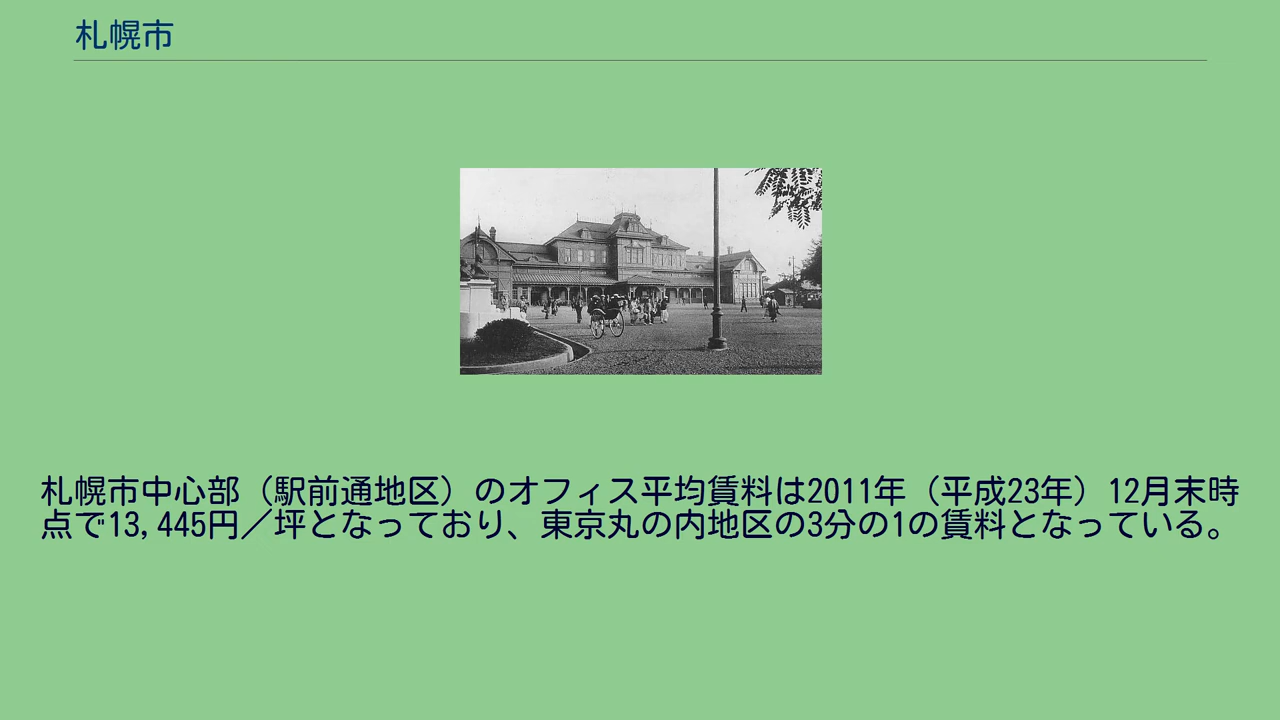 札幌市
札幌市中心部（駅前通地区）のオフィス平均賃料は2011年（平成23年）12月末時
点で13,445円／坪となっており、東京丸の内地区の3分の1の賃料となっている。